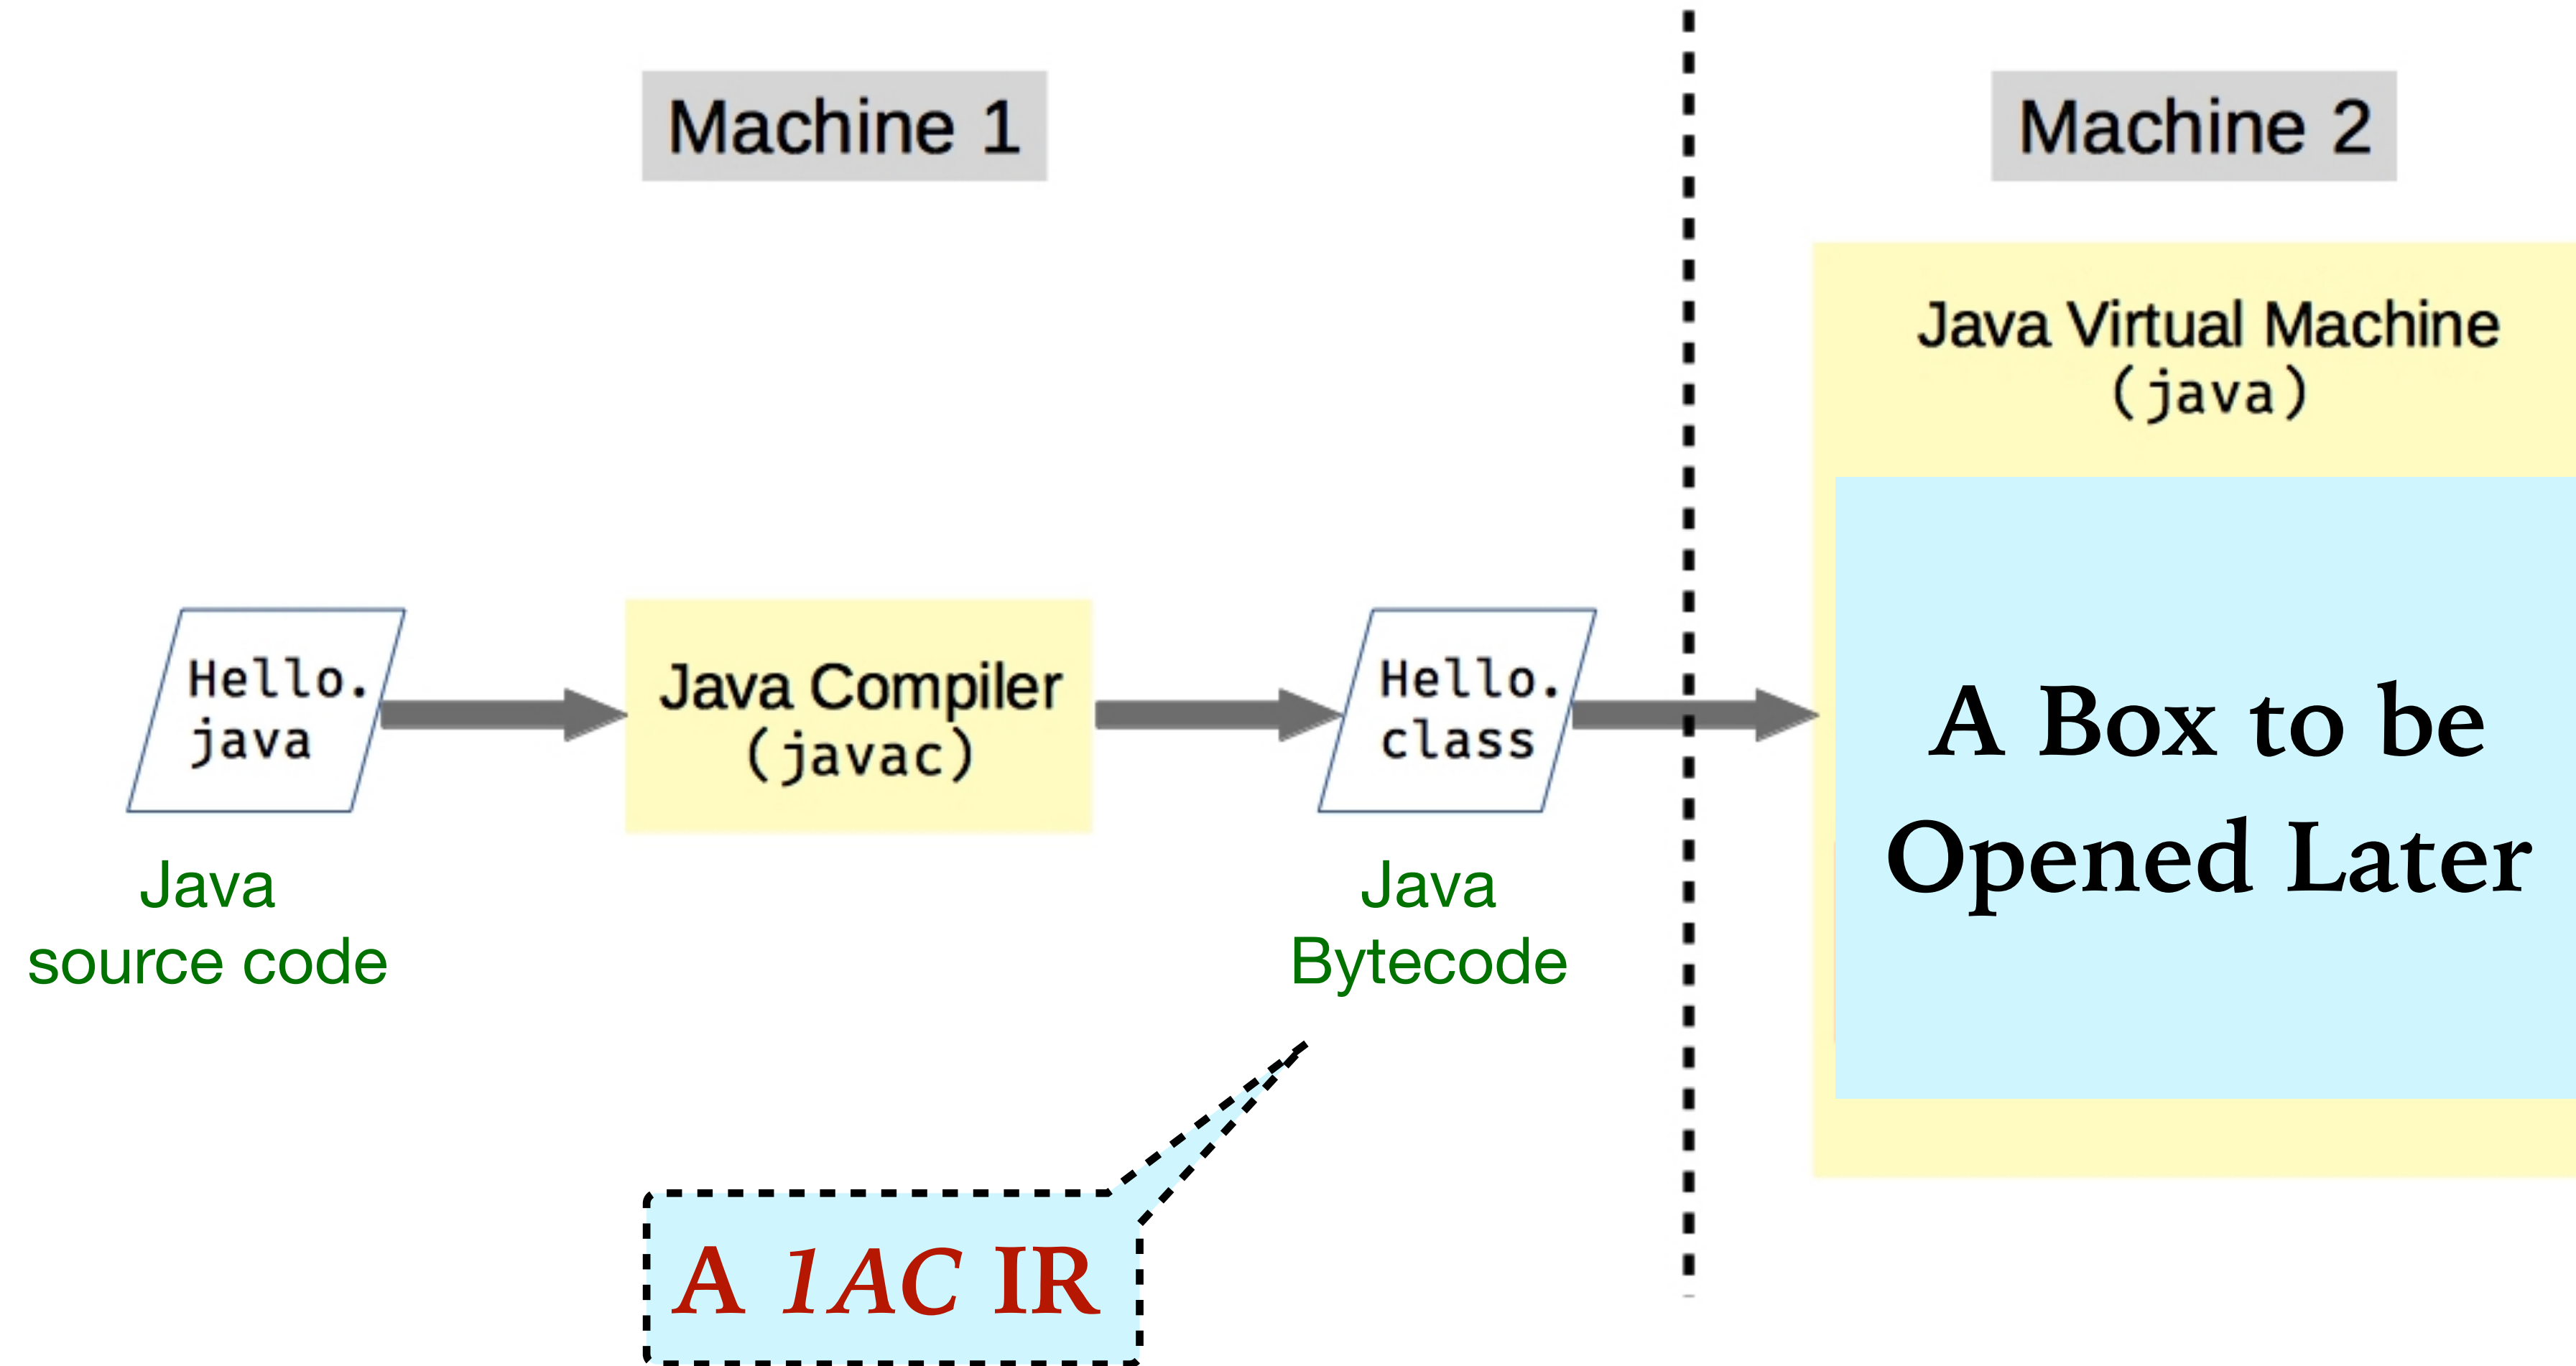 Machine 1
Machine 2
Java Virtual Machine
(java)
Hello.
java
Java Compiler
(javac)
Hello.
class
A Box to be
Opened Later
Java
source code
Java
Bytecode
A 1AC IR